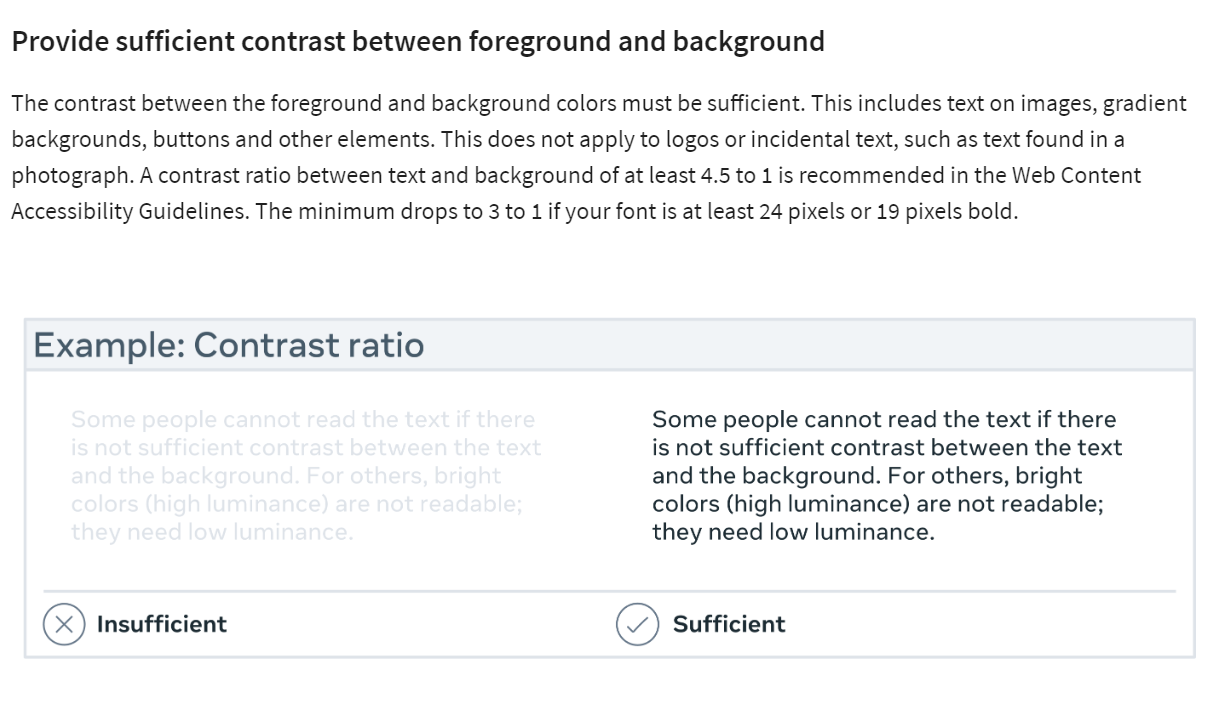 Provide sufficient contrast between foreground and background
The contrast between the foreground and background colors must be sufficient. This includes text on images, gradient
backgrounds, buttons and other elements. This does not apply to logos or incidental text, such as text found in a
photograph. A contrast ratio between text and background of at least 4.5 to 1 is recommended in the Web Content
Accessibility Guidelines. The minimum drops to 3 to 1 if your font is at least 24 pixels or 19 pixels bold.
Example: Contrast ratio
Some people cannot read the text if there
is not sufficient contrast between the text
and the background. For others, bright
colors (high luminance) are not readable;
they need low luminance.
Some people cannot read the text if there
is not sufficient contrast between the text
and the background. For others, bright
colors (high luminance) are not readable;
they need low luminance.
Insufficient
Sufficient